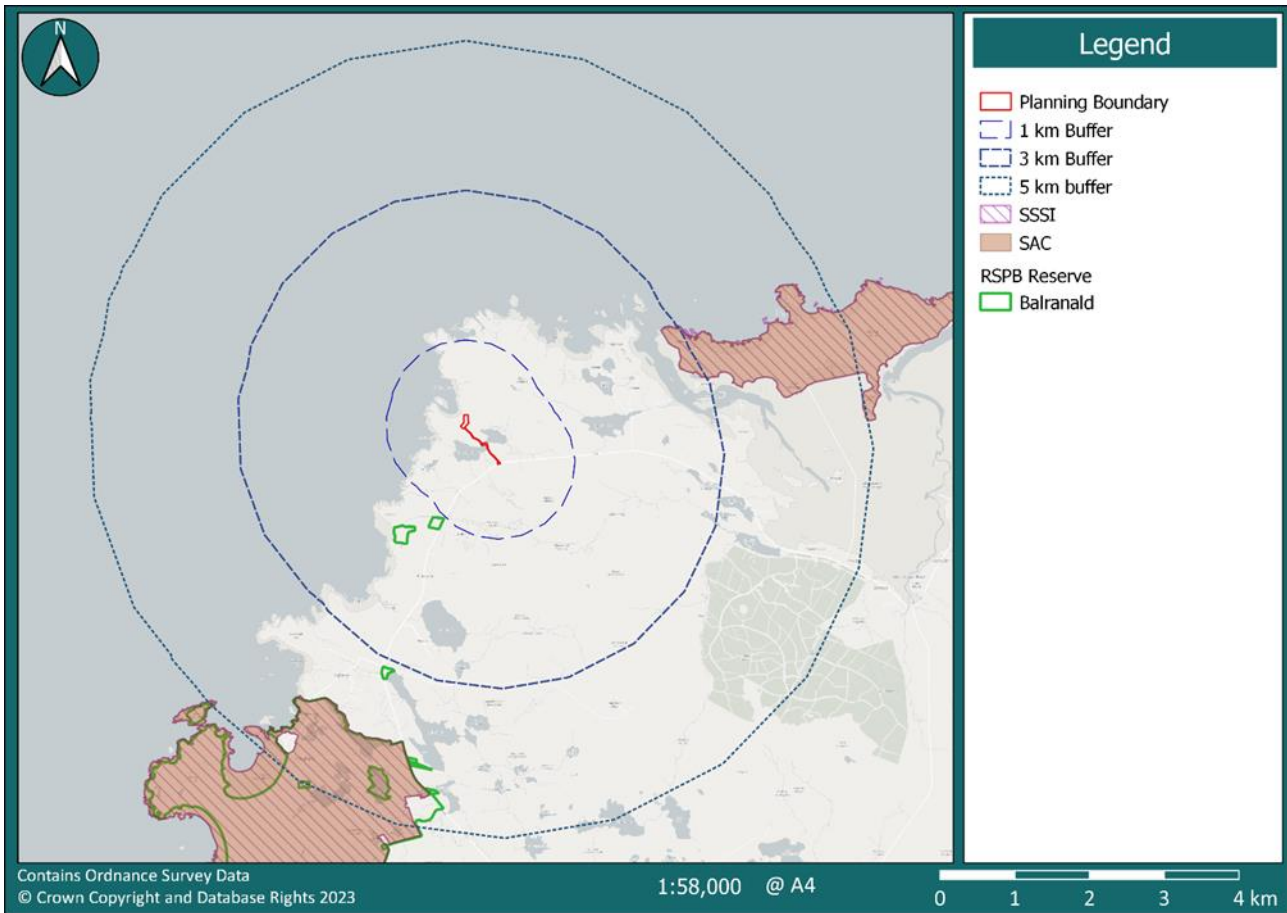 N
Legend
Planning Boundary
1 km Buffer
3 km Buffer
5 km buffer
SSSI
SAC
RSPB Reserve
Balranald
Contains Ordnance Survey Data
© Crown Copyright and Database Rights 2023
1:58,000 @ A4
0 1 2 3 4 km